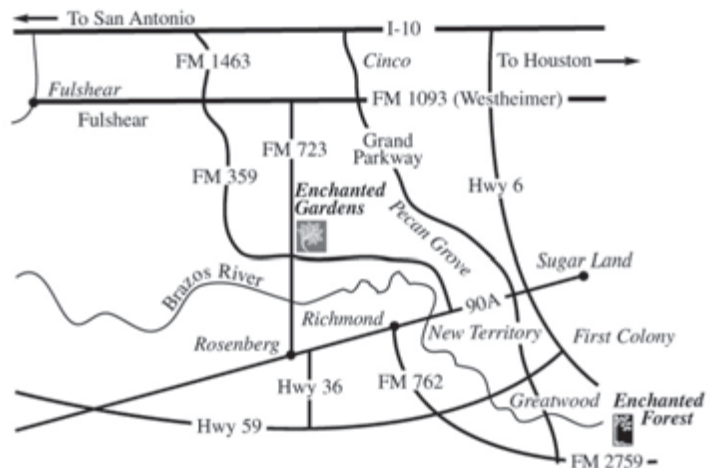 To San Antonio
I-10
FM 1463
Cinco
To Houston
Fulshear
FM 1093 (Westheimer)
Fulshear
FM 723
Grand
Parkway
FM 359
Hwy 6
Enchanted
Gardens
Pecan Grove
Sugar Land
Brazos River
90A
Richmond
New Territory
First Colony
Rosenberg
Hwy 36
FM 762
Greatwood
Enchanted
Forest
Hwy 59
FM 2759